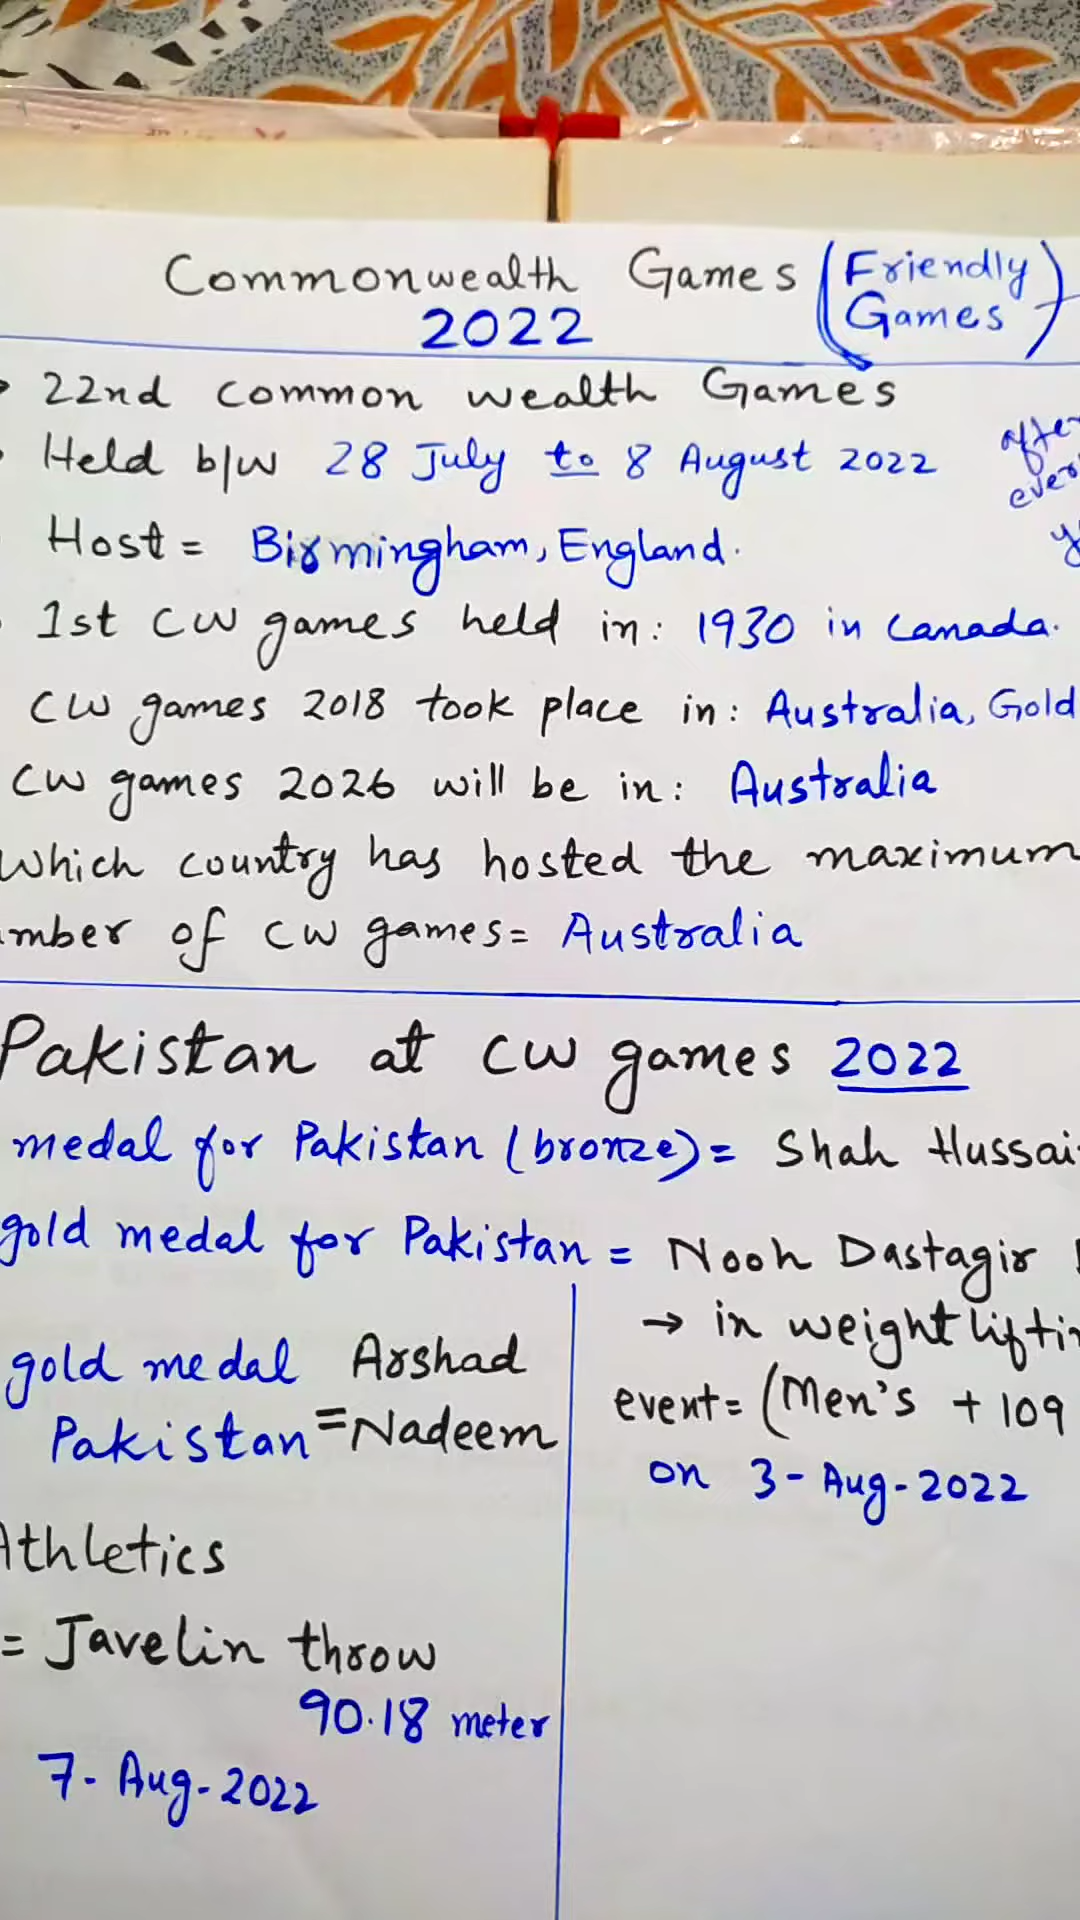 Commonwealth Games (Friendly Games)
2022
22nd common wealth Games
Held b/w 28 July to 8 August 2022
after
every
Host = Birmingham, England.
1st cw games held in: 1930 in Canada.
CW games 2018 took place in: Australia, Gold
CW games 2026 will be in: Australia
Which country has hosted the maximum
mber of cw games = Australia
Pakistan at cw games 2022
medal for Pakistan (bronze) = Shah Hussai
gold medal for Pakistan = Nooh Dastagir
→ in weight lifti
event = (Men's + 109
on 3-Aug-2022
gold medal Arshad
Pakistan = Nadeem
Athletics
= Javelin throw
90.18 meter
7-Aug-2022